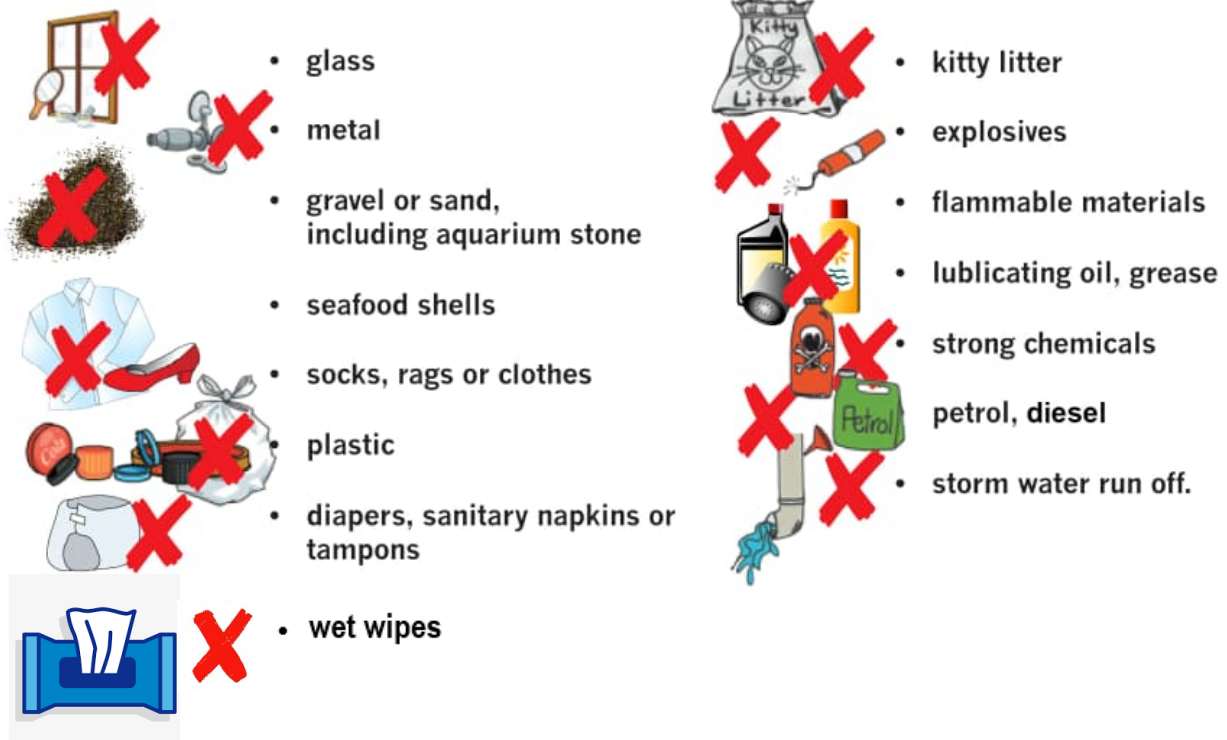 • glass
• metal
• gravel or sand,
including aquarium stone
• seafood shells
• socks, rags or clothes
• plastic
• diapers, sanitary napkins or
tampons
• wet wipes
Kitty
Litter
• kitty litter
• explosives
• flammable materials
• lublicating oil, grease
• strong chemicals
Petrol
petrol, diesel
• storm water run off.